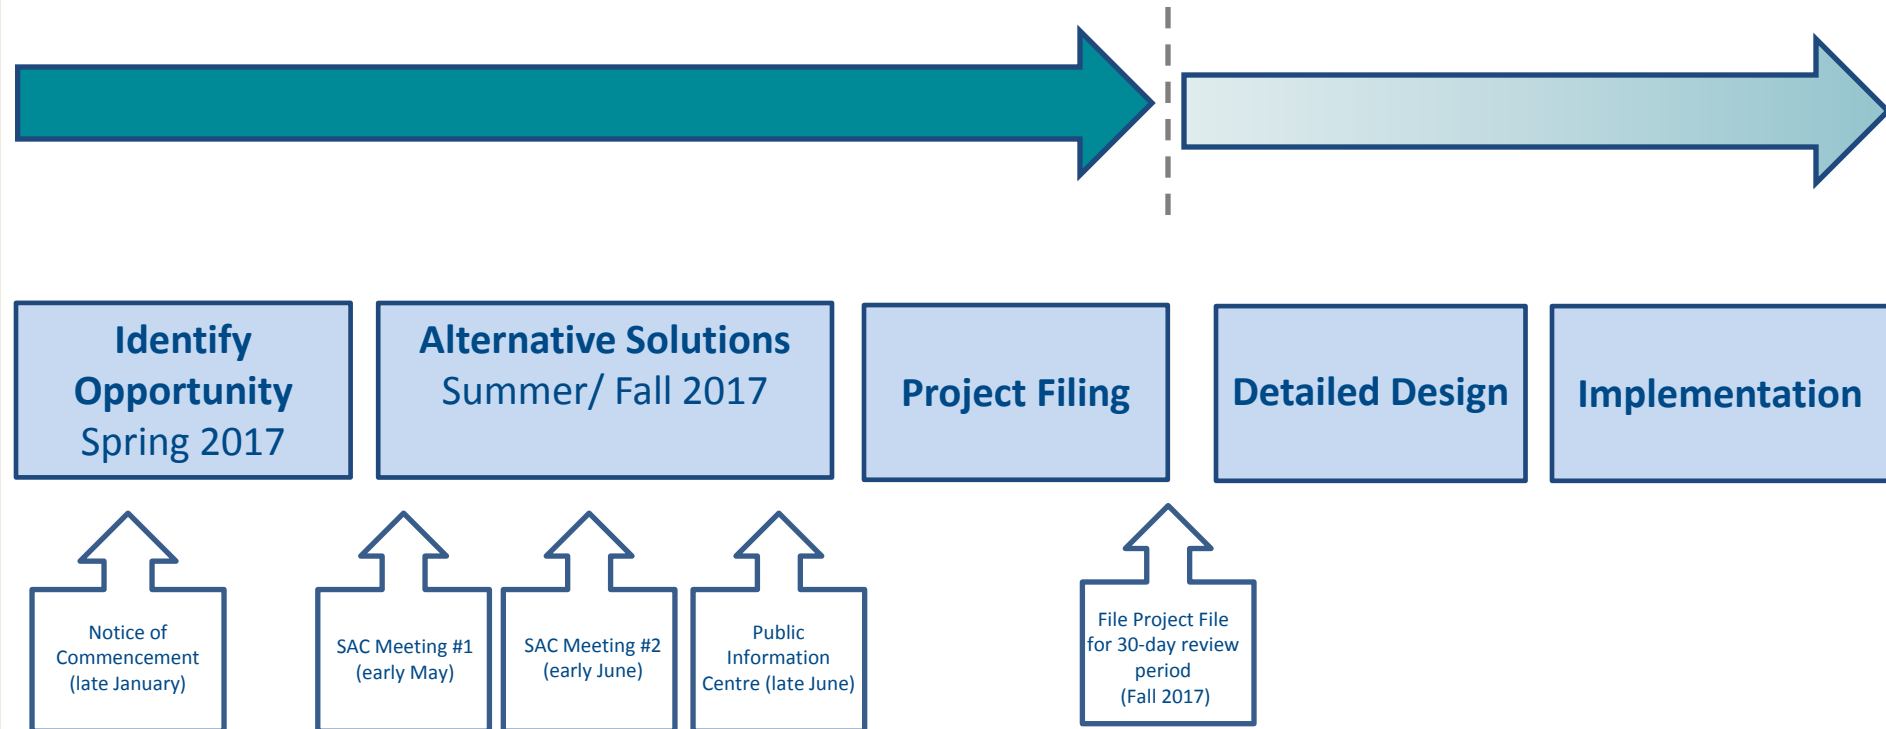 Identify
Opportunity
Spring 2017
Alternative Solutions
Summer/ Fall 2017
Project Filing
Detailed Design
Implementation
Notice of
Commencement
(late January)
SAC Meeting #1
(early May)
SAC Meeting #2
(early June)
Public
Information
Centre (late June)
File Project File
for 30-day review
period
(Fall 2017)